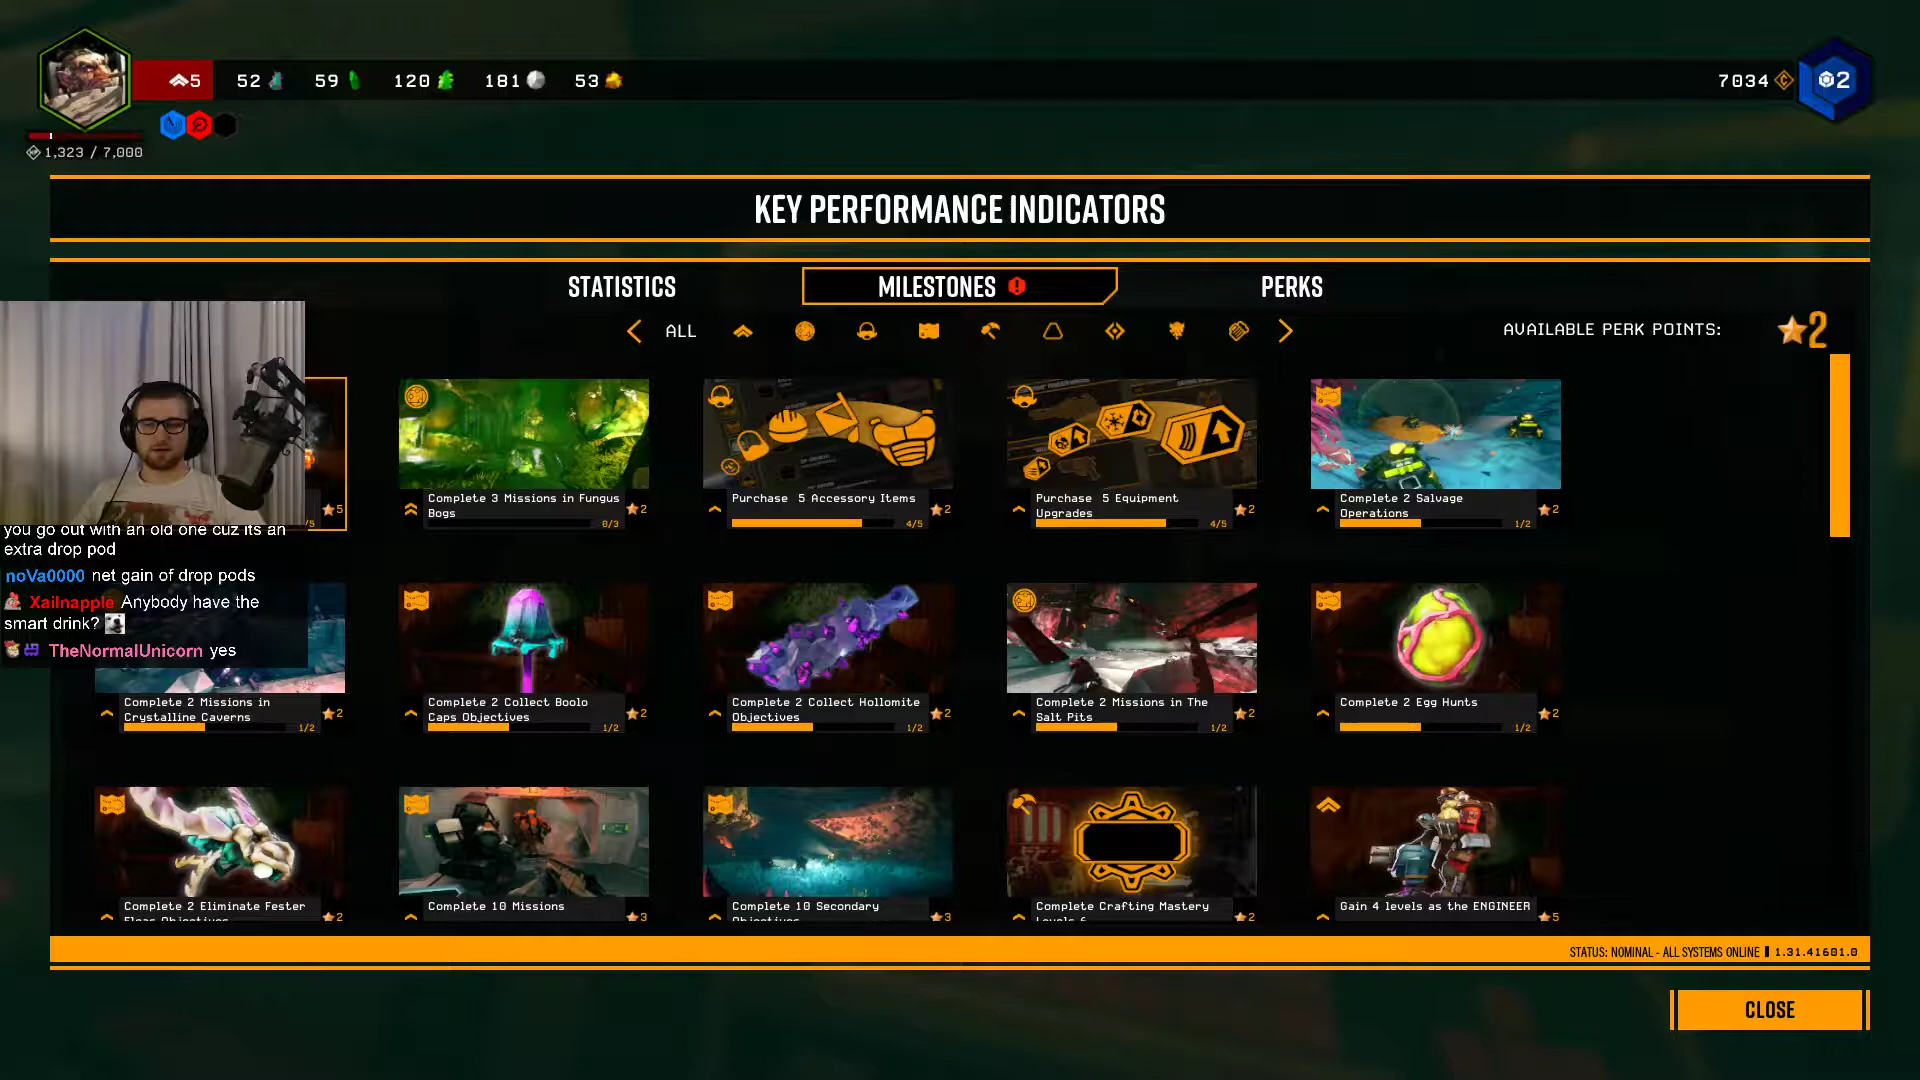 5 52 59 120 181 53 7034 2
1,323 / 7,000
KEY PERFORMANCE INDICATORS
STATISTICS MILESTONES PERKS
ALL AVAILABLE PERK POINTS: 2
/5 5
Complete 3 Missions in Fungus
Bogs
0/3 2
Purchase 5 Accessory Items
4/5 2
Purchase 5 Equipment
Upgrades
4/5 2
Complete 2 Salvage
Operations
1/2 2
you go out with an old one cuz its an
extra drop pod
noVa0000 net gain of drop pods
Xailnapple Anybody have the
smart drink?
TheNormalUnicorn yes
Complete 2 Missions in
Crystalline Caverns
1/2 2
Complete 2 Collect Boolo
Caps Objectives
1/2 2
Complete 2 Collect Hollomite
Objectives
1/2 2
Complete 2 Missions in The
Salt Pits
1/2 2
Complete 2 Egg Hunts
1/2 2
Complete 2 Eliminate Fester
Fleas Objectives
2
Complete 10 Missions
3
Complete 10 Secondary
Objectives
3
Complete Crafting Mastery
Levels 6
2
Gain 4 levels as the ENGINEER
5
STATUS: NOMINAL - ALL SYSTEMS ONLINE 1.31.41601.0
CLOSE